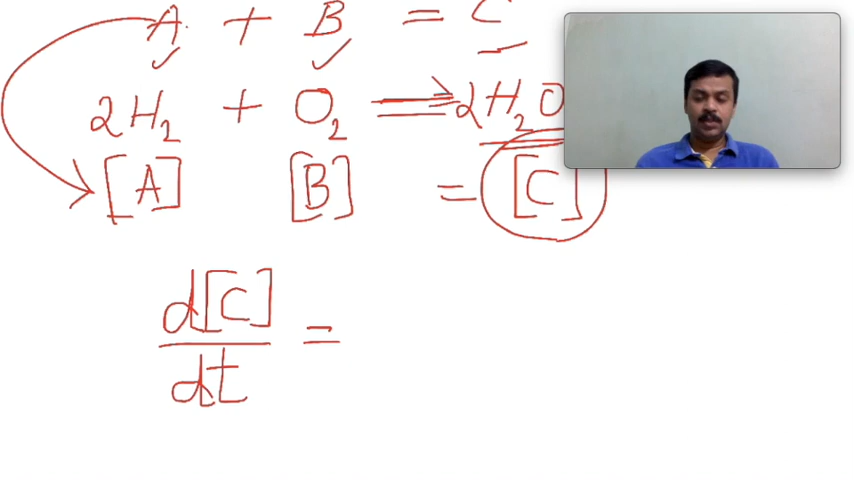 A + B = C
2H₂ + O₂ ⇒ 2H₂O
[A] [B] = [C]
d[C]
dt =